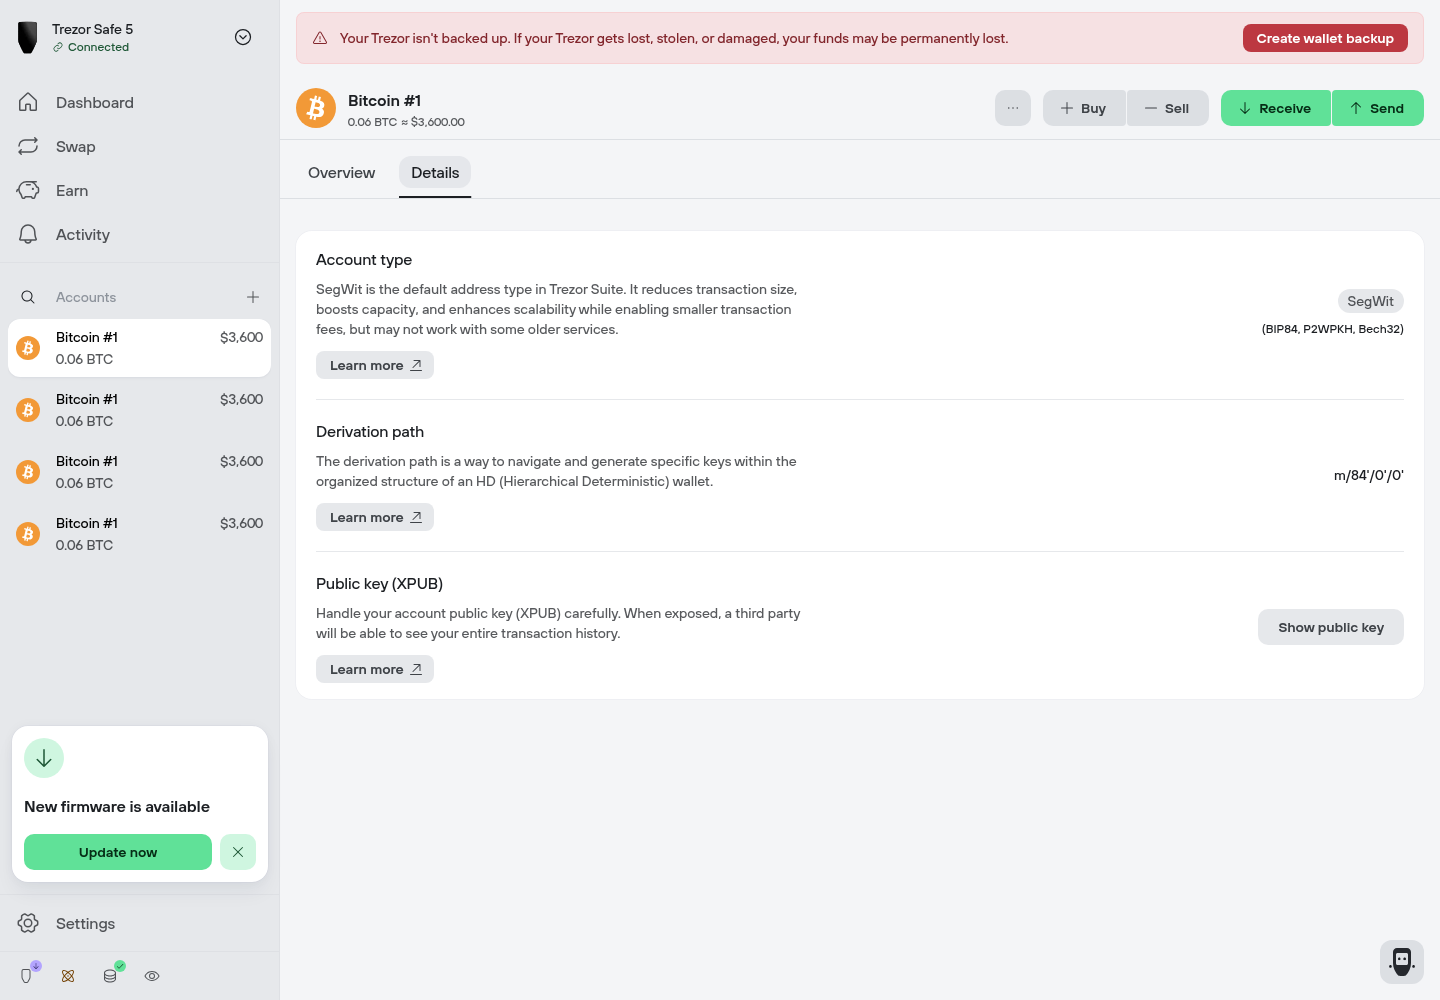 Trezor Safe 5
Connected
Dashboard
Swap
Earn
Activity
Accounts
Bitcoin #1 $3,600
0.06 BTC
Bitcoin #1 $3,600
0.06 BTC
Bitcoin #1 $3,600
0.06 BTC
Bitcoin #1 $3,600
0.06 BTC
New firmware is available
Update now
Settings
Your Trezor isn't backed up. If your Trezor gets lost, stolen, or damaged, your funds may be permanently lost.
Create wallet backup
Bitcoin #1
0.06 BTC ≈ $3,600.00
Buy
Sell
Receive
Send
Overview
Details
Account type
SegWit is the default address type in Trezor Suite. It reduces transaction size,
boosts capacity, and enhances scalability while enabling smaller transaction
fees, but may not work with some older services.
Learn more
SegWit
(BIP84, P2WPKH, Bech32)
Derivation path
The derivation path is a way to navigate and generate specific keys within the
organized structure of an HD (Hierarchical Deterministic) wallet.
Learn more
m/84'/0'/0'
Public key (XPUB)
Handle your account public key (XPUB) carefully. When exposed, a third party
will be able to see your entire transaction history.
Learn more
Show public key